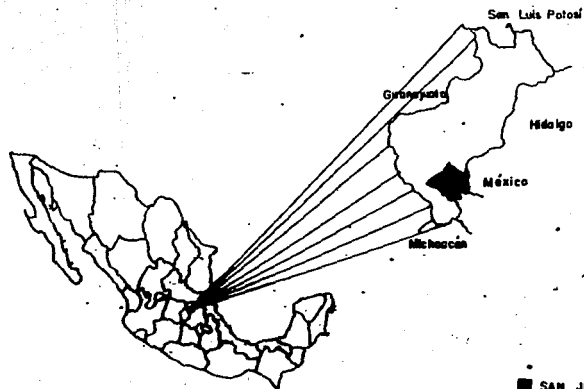 San Luis Potosí
Guanajuato
Hidalgo
México
Michoacán
SAN